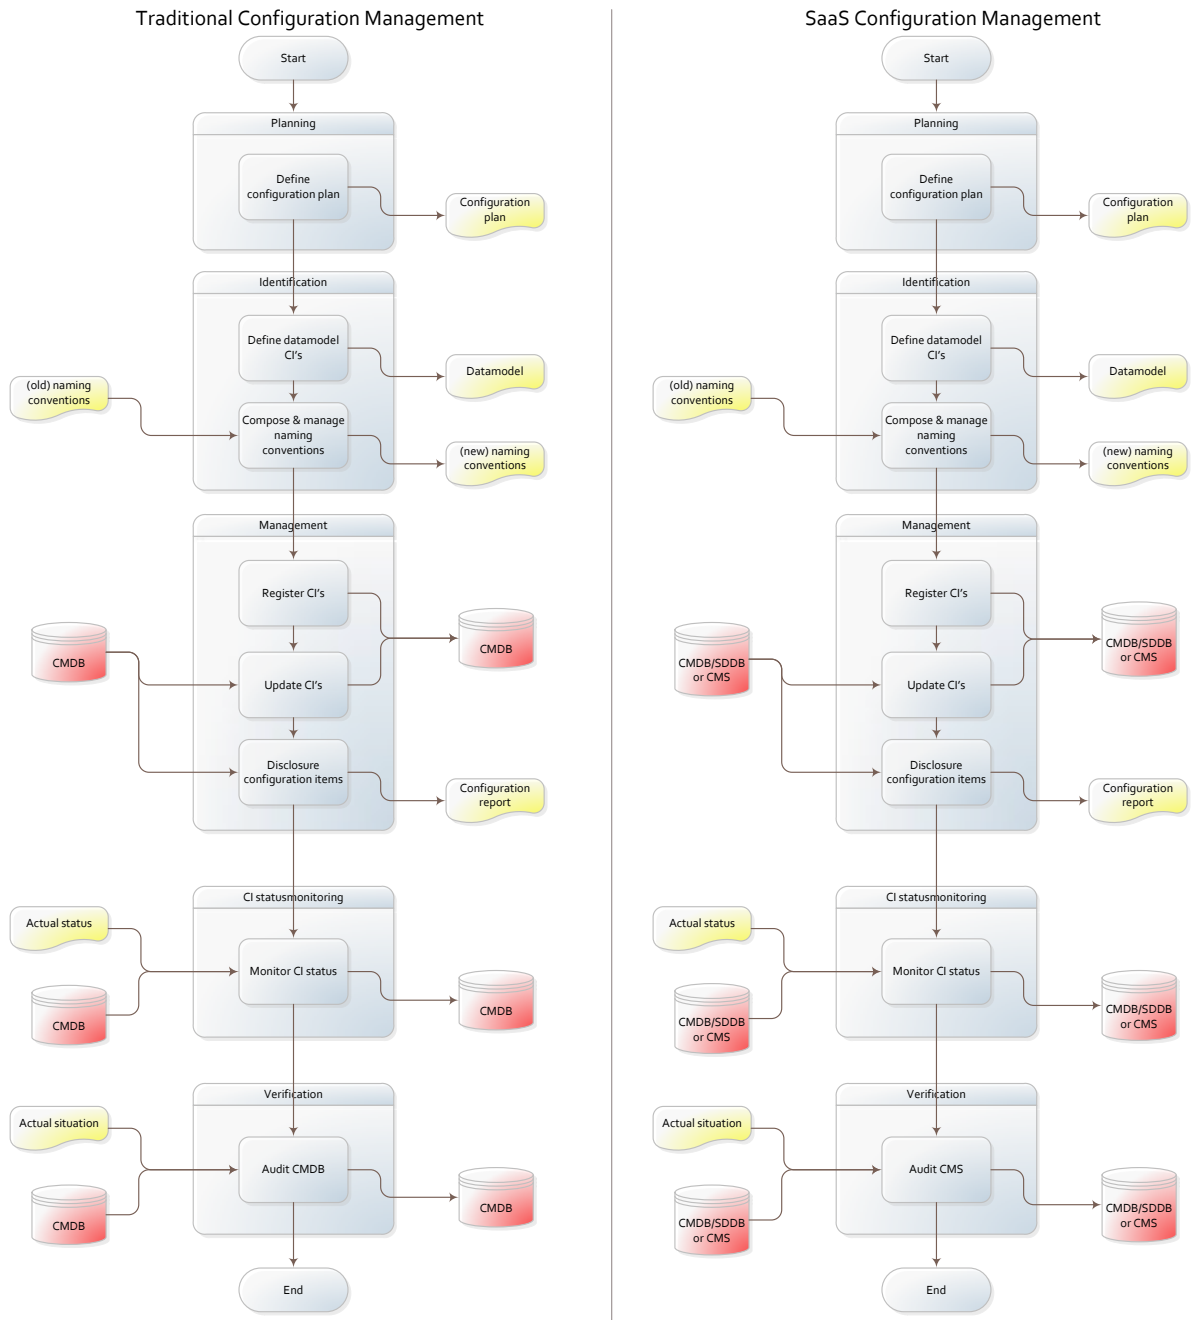 Traditional Configuration Management
Start
Planning
Define
configuration plan
Configuration
plan
Identification
Define datamodel
CI's
Datamodel
(old) naming
conventions
Compose & manage
naming
conventions
(new) naming
conventions
Management
Register CI's
CMDB
CMDB
Update CI's
Disclosure
configuration items
Configuration
report
CI statusmonitoring
Actual status
Monitor CI status
CMDB
CMDB
Verification
Actual situation
Audit CMDB
CMDB
CMDB
End
SaaS Configuration Management
Start
Planning
Define
configuration plan
Configuration
plan
Identification
Define datamodel
CI's
Datamodel
(old) naming
conventions
Compose & manage
naming
conventions
(new) naming
conventions
Management
Register CI's
CMDB/SDDB
or CMS
CMDB/SDDB
or CMS
Update CI's
Disclosure
configuration items
Configuration
report
CI statusmonitoring
Actual status
Monitor CI status
CMDB/SDDB
or CMS
CMDB/SDDB
or CMS
Verification
Actual situation
Audit CMS
CMDB/SDDB
or CMS
CMDB/SDDB
or CMS
End